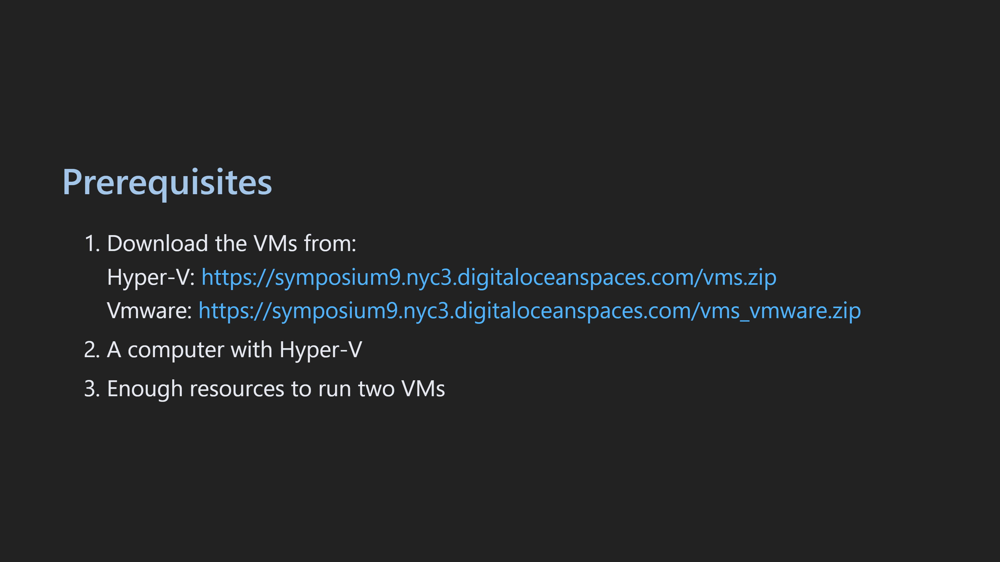 Prerequisites
1. Download the VMs from:
Hyper-V: https://symposium9.nyc3.digitaloceanspaces.com/vms.zip
Vmware: https://symposium9.nyc3.digitaloceanspaces.com/vms_vmware.zip
2. A computer with Hyper-V
3. Enough resources to run two VMs